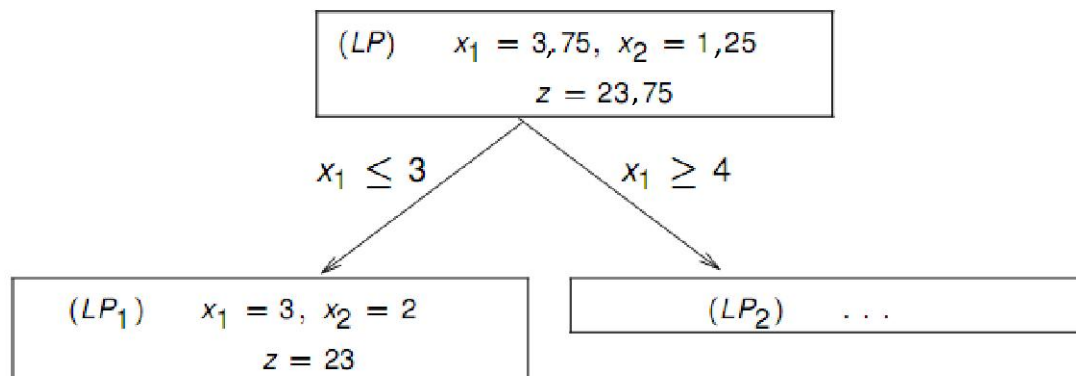 (LP) x₁ = 3,75, x₂ = 1,25
z = 23,75
x₁ ≤ 3
x₁ ≥ 4
(LP₁) x₁ = 3, x₂ = 2
z = 23
(LP₂) . . .